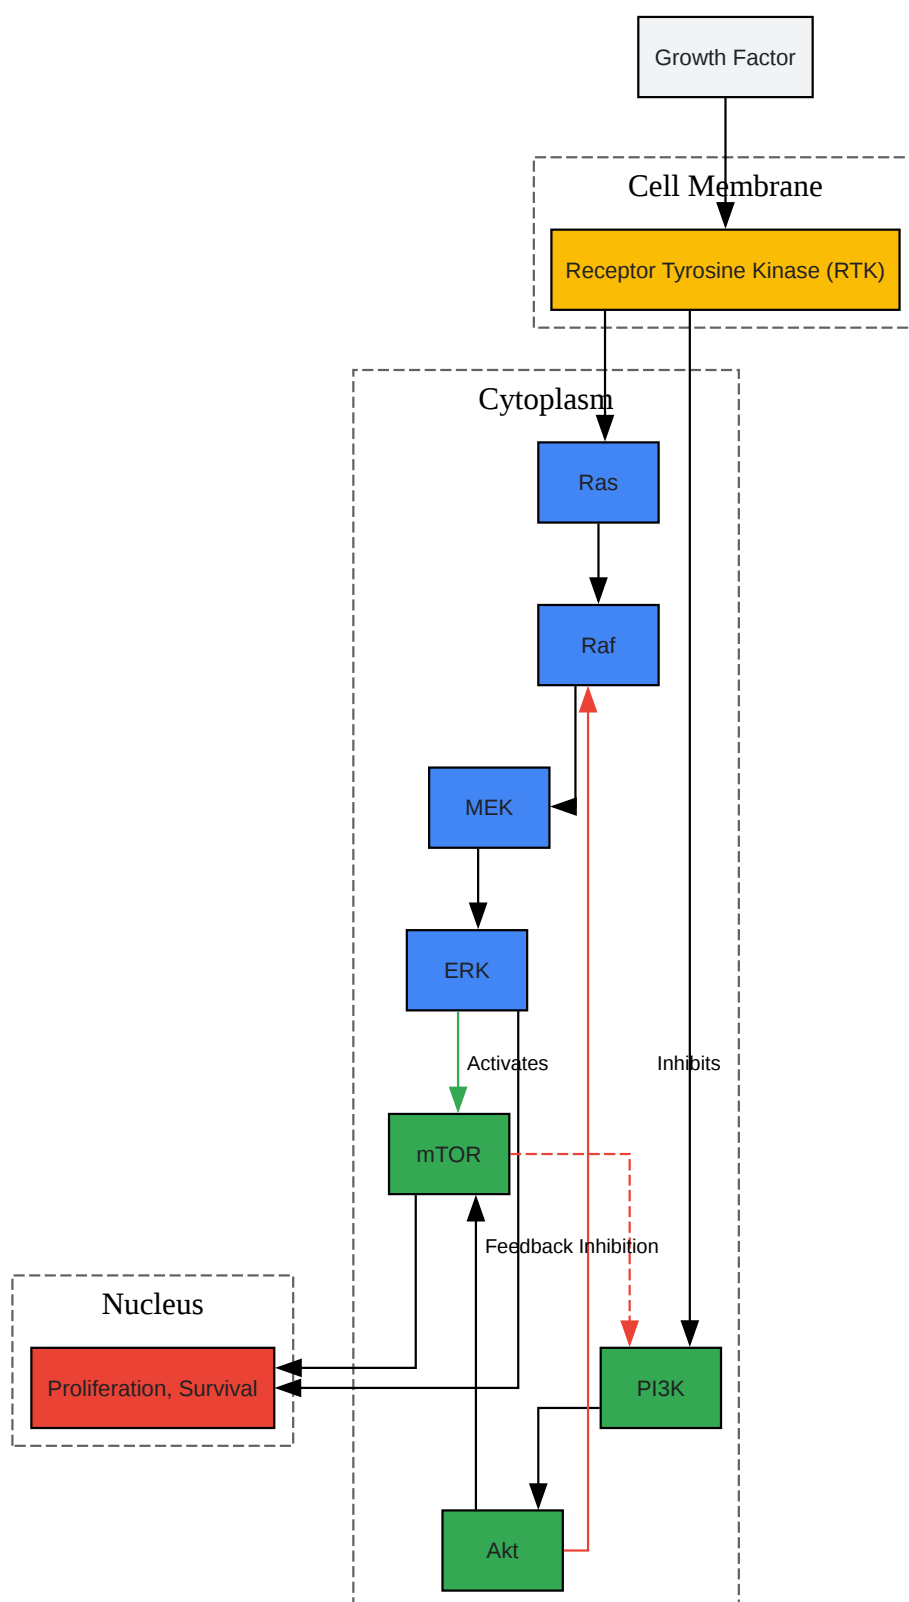 Growth Factor
Cell Membrane
Receptor Tyrosine Kinase (RTK)
Cytoplasm
Ras
Raf
MEK
ERK
Activates
Inhibits
mTOR
Feedback Inhibition
Nucleus
Proliferation, Survival
PI3K
Akt